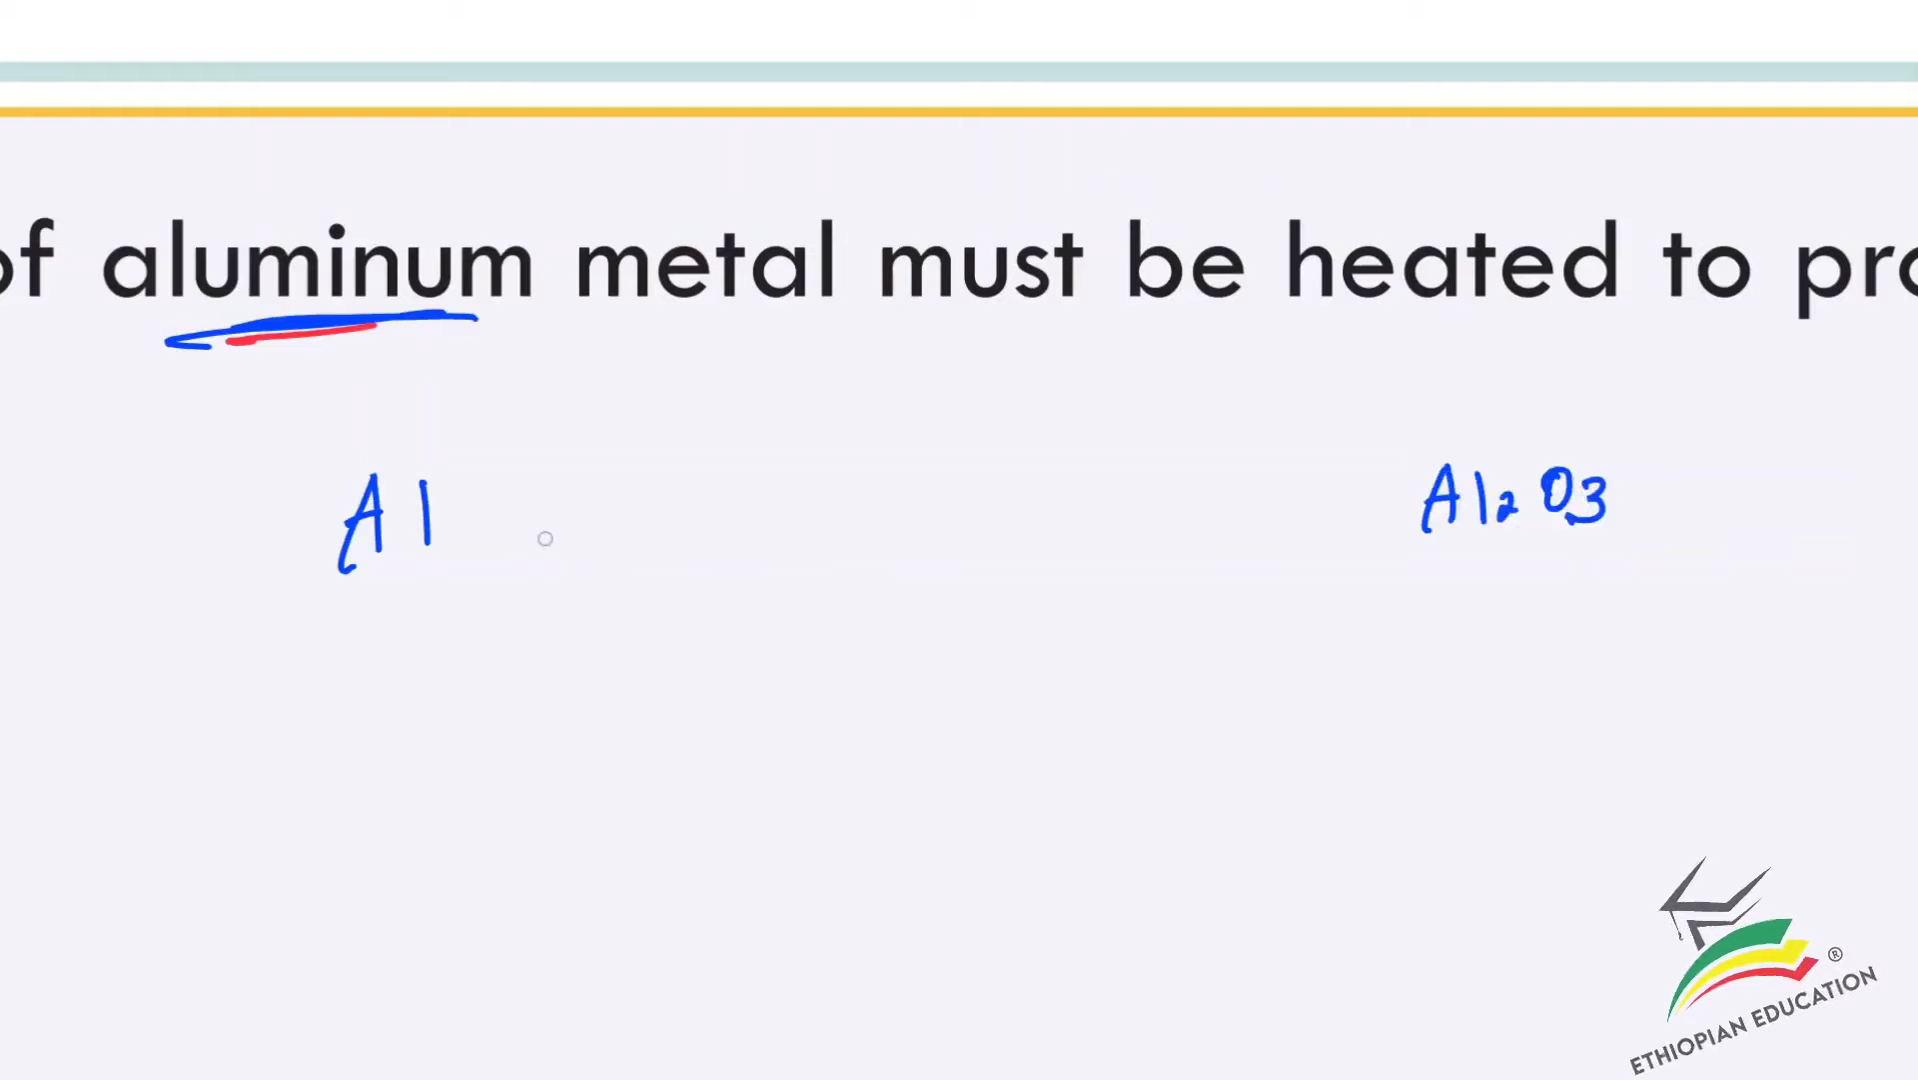 of aluminum metal must be heated to pro
Al Al₂O₃
ETHIOPIAN EDUCATION ®